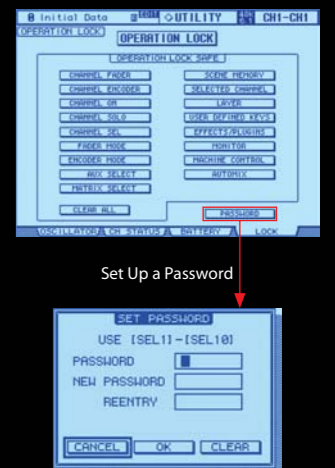 0 Initial Data EDIT ◇UTILITY CH1-CH1
OPERATION LOCK
OPERATION LOCK
OPERATION LOCK SAFE
CHANNEL FADER SCENE MEMORY
CHANNEL ENCODER SELECTED CHANNEL
CHANNEL ON LAYER
CHANNEL SOLO USER DEFINED KEYS
CHANNEL SEL EFFECTS/PLUGINS
FADER MODE MONITOR
ENCODER MODE MACHINE CONTROL
AUX SELECT AUTOMIX
MATRIX SELECT
CLEAR ALL PASSWORD
OSCILLATOR CH STATUS BATTERY LOCK
Set Up a Password
SET PASSWORD
USE [SEL1]-[SEL10]
PASSWORD
NEW PASSWORD
REENTRY
CANCEL OK CLEAR